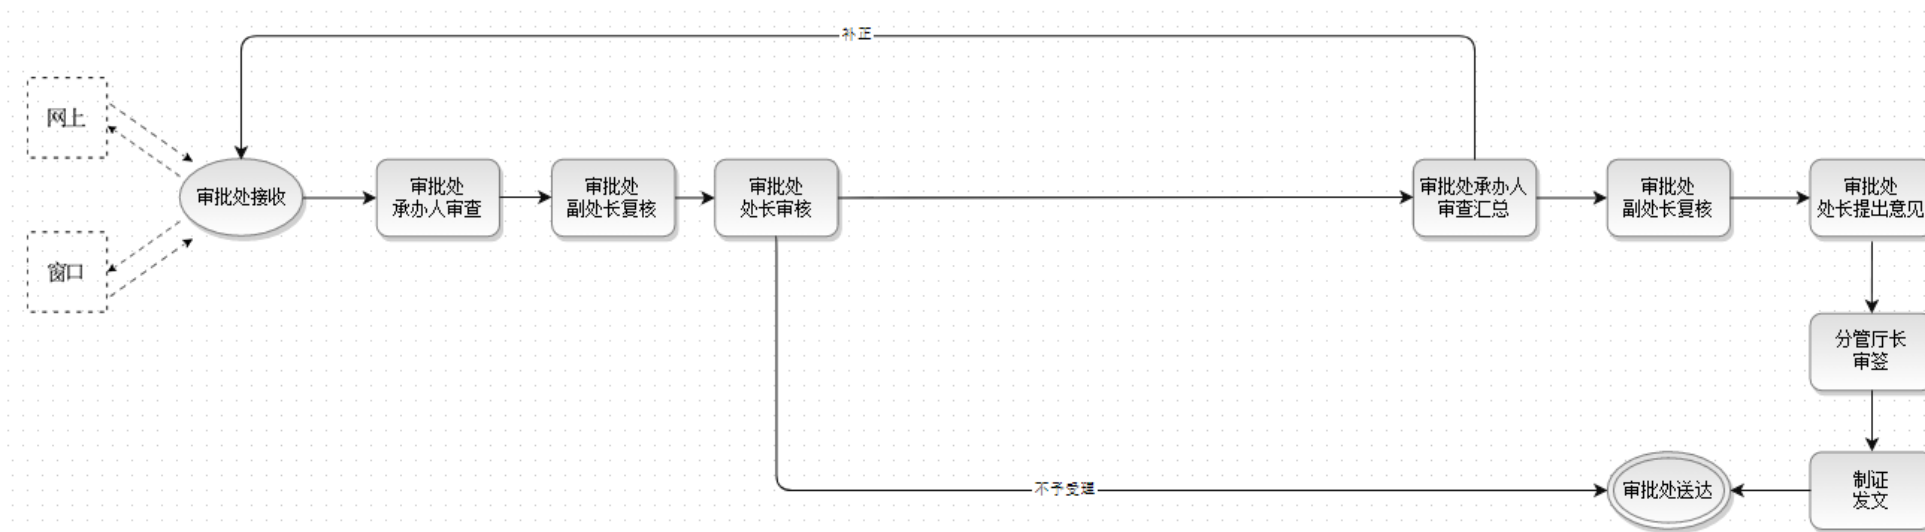 补正
网上
审批处接收
审批处
承办人审查
审批处
副处长复核
审批处
处长审核
审批处承办人
审查汇总
审批处
副处长复核
审批处
处长提出意见
窗口
分管厅长
审签
不予受理
审批处送达
制证
发文